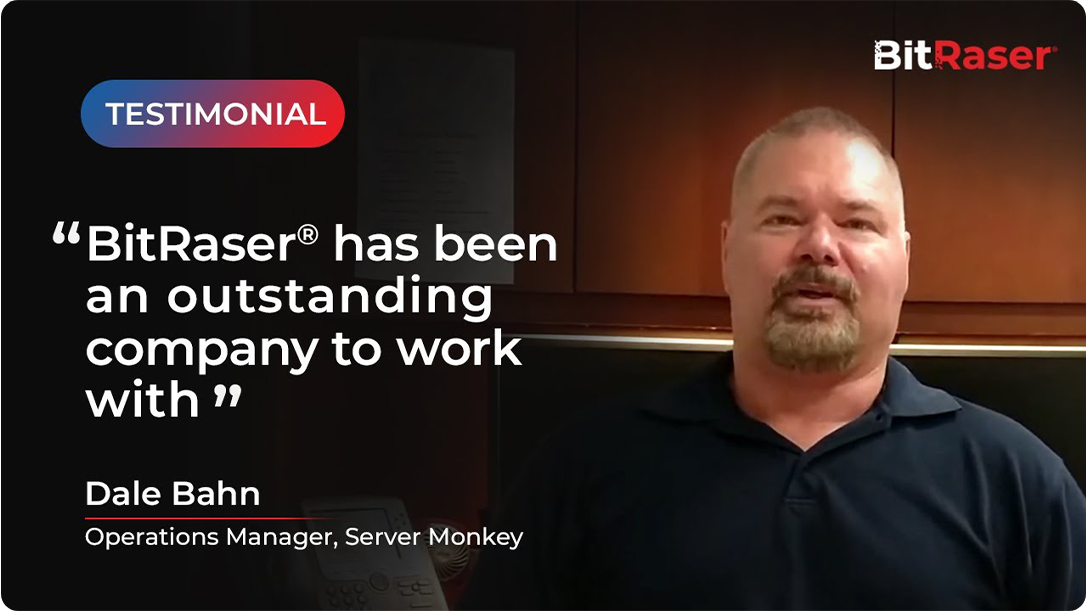 BitRaser®
TESTIMONIAL
“BitRaser® has been
an outstanding
company to work
with”
Dale Bahn
Operations Manager, Server Monkey